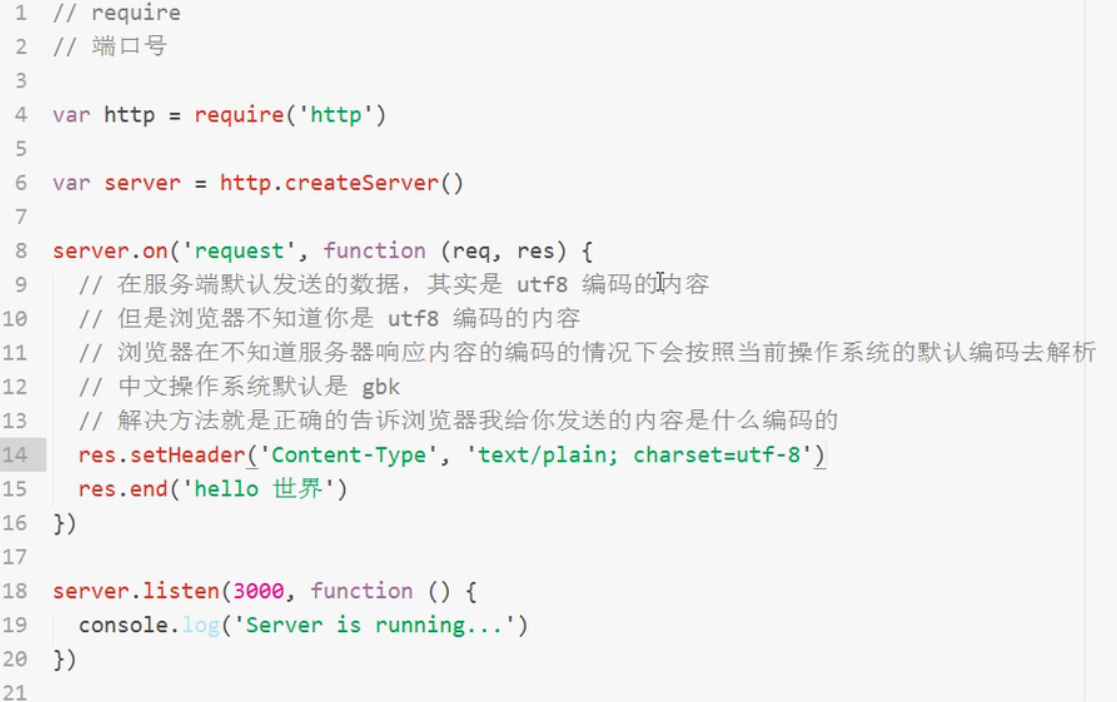 1 // require
2 // 端口号
3
4 var http = require('http')
5
6 var server = http.createServer()
7
8 server.on('request', function (req, res) {
9   // 在服务端默认发送的数据，其实是 utf8 编码的内容
10   // 但是浏览器不知道你是 utf8 编码的内容
11   // 浏览器在不知道服务器响应内容的编码的情况下会按照当前操作系统的默认编码去解析
12   // 中文操作系统默认是 gbk
13   // 解决方法就是正确的告诉浏览器我给你发送的内容是什么编码的
14   res.setHeader('Content-Type', 'text/plain; charset=utf-8')
15   res.end('hello 世界')
16 })
17
18 server.listen(3000, function () {
19   console.log('Server is running...')
20 })
21